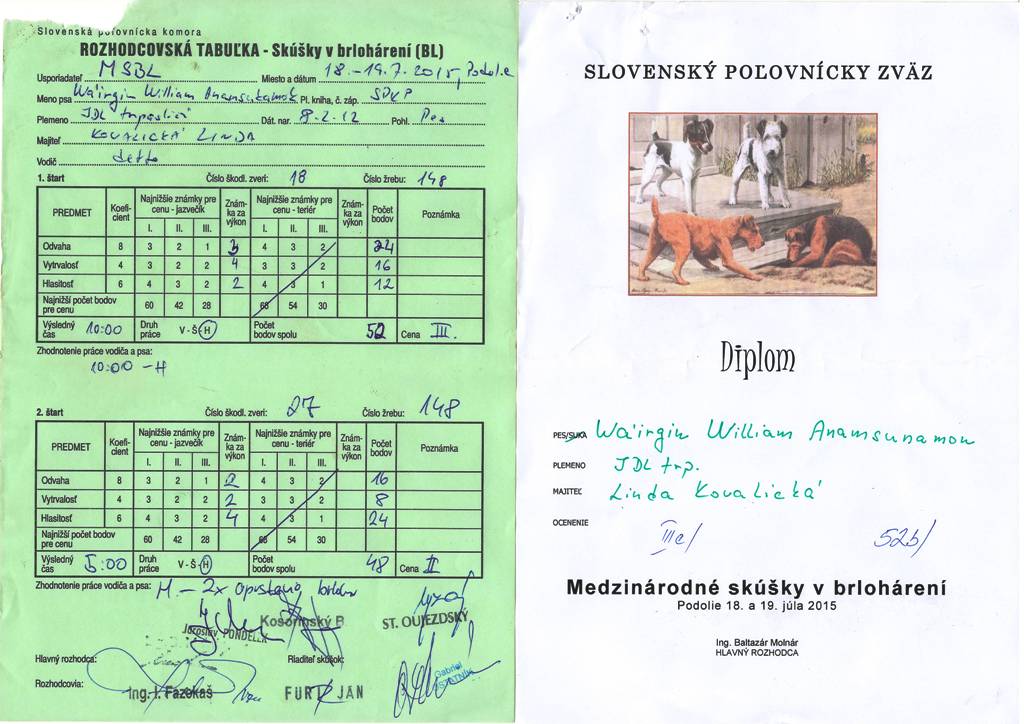 Slovenská poľovnícka komora
ROZHODCOVSKÁ TABUĽKA - Skúšky v brlohárení (BL)
Usporiadateľ MSBL Miesto a dátum 18.-19.7.2015, Podolie
Meno psa Wa'irgin William Pl. kniha, č. záp. SPKP
Plemeno JDL trpasličí Dát. nar. 8-2-12 Pohl. Pes
Majiteľ KOVALICKÁ LINDA
Vodič detto
1. štart Číslo škodl. zveri: 18 Číslo žrebu: 148
PREDMET Koeficient Najnižšie známky pre cenu - jazvečík Známka za výkon Najnižšie známky pre cenu - teriér Známka za výkon Počet bodov Poznámka
I. II. III. I. II. III.
Odvaha 8 3 2 1 3 4 3 2 24
Vytrvalosť 4 3 2 2 4 3 3 2 16
Hlasitosť 6 4 3 2 2 4 3 1 12
Najnižší počet bodov pre cenu 60 42 28 66 54 30
Výsledný čas 10:00 Druh práce V - Š - H Počet bodov spolu 52 Cena III.
Zhodnotenie práce vodiča a psa:
10:00 - H
2. štart Číslo škodl. zveri: 27 Číslo žrebu: 148
PREDMET Koeficient Najnižšie známky pre cenu - jazvečík Známka za výkon Najnižšie známky pre cenu - teriér Známka za výkon Počet bodov Poznámka
I. II. III. I. II. III.
Odvaha 8 3 2 1 2 4 3 2 16
Vytrvalosť 4 3 2 2 2 3 3 2 8
Hlasitosť 6 4 3 2 4 4 3 1 24
Najnižší počet bodov pre cenu 60 42 28 66 54 30
Výsledný čas 5:00 Druh práce V - Š - H Počet bodov spolu 48 Cena II
Zhodnotenie práce vodiča a psa: H - 2x
Kosorinský P.
Jaroslav PONDELEK ST. OUJEZDSKÝ
Hlavný rozhodca: Riaditeľ skúšok:
Rozhodcovia: Ing. I. Fazekaš JÁN Gabriel
SLOVENSKÝ POĽOVNÍCKY ZVÄZ
Diplom
PES/SUKA Wa'irgin William Anamsunamon
PLEMENO JDL trp.
MAJITEĽ Linda Kovalická
OCENENIE IIIc/ 52b/
Medzinárodné skúšky v brlohárení
Podolie 18. a 19. júla 2015
Ing. Baltazár Molnár
HLAVNÝ ROZHODCA